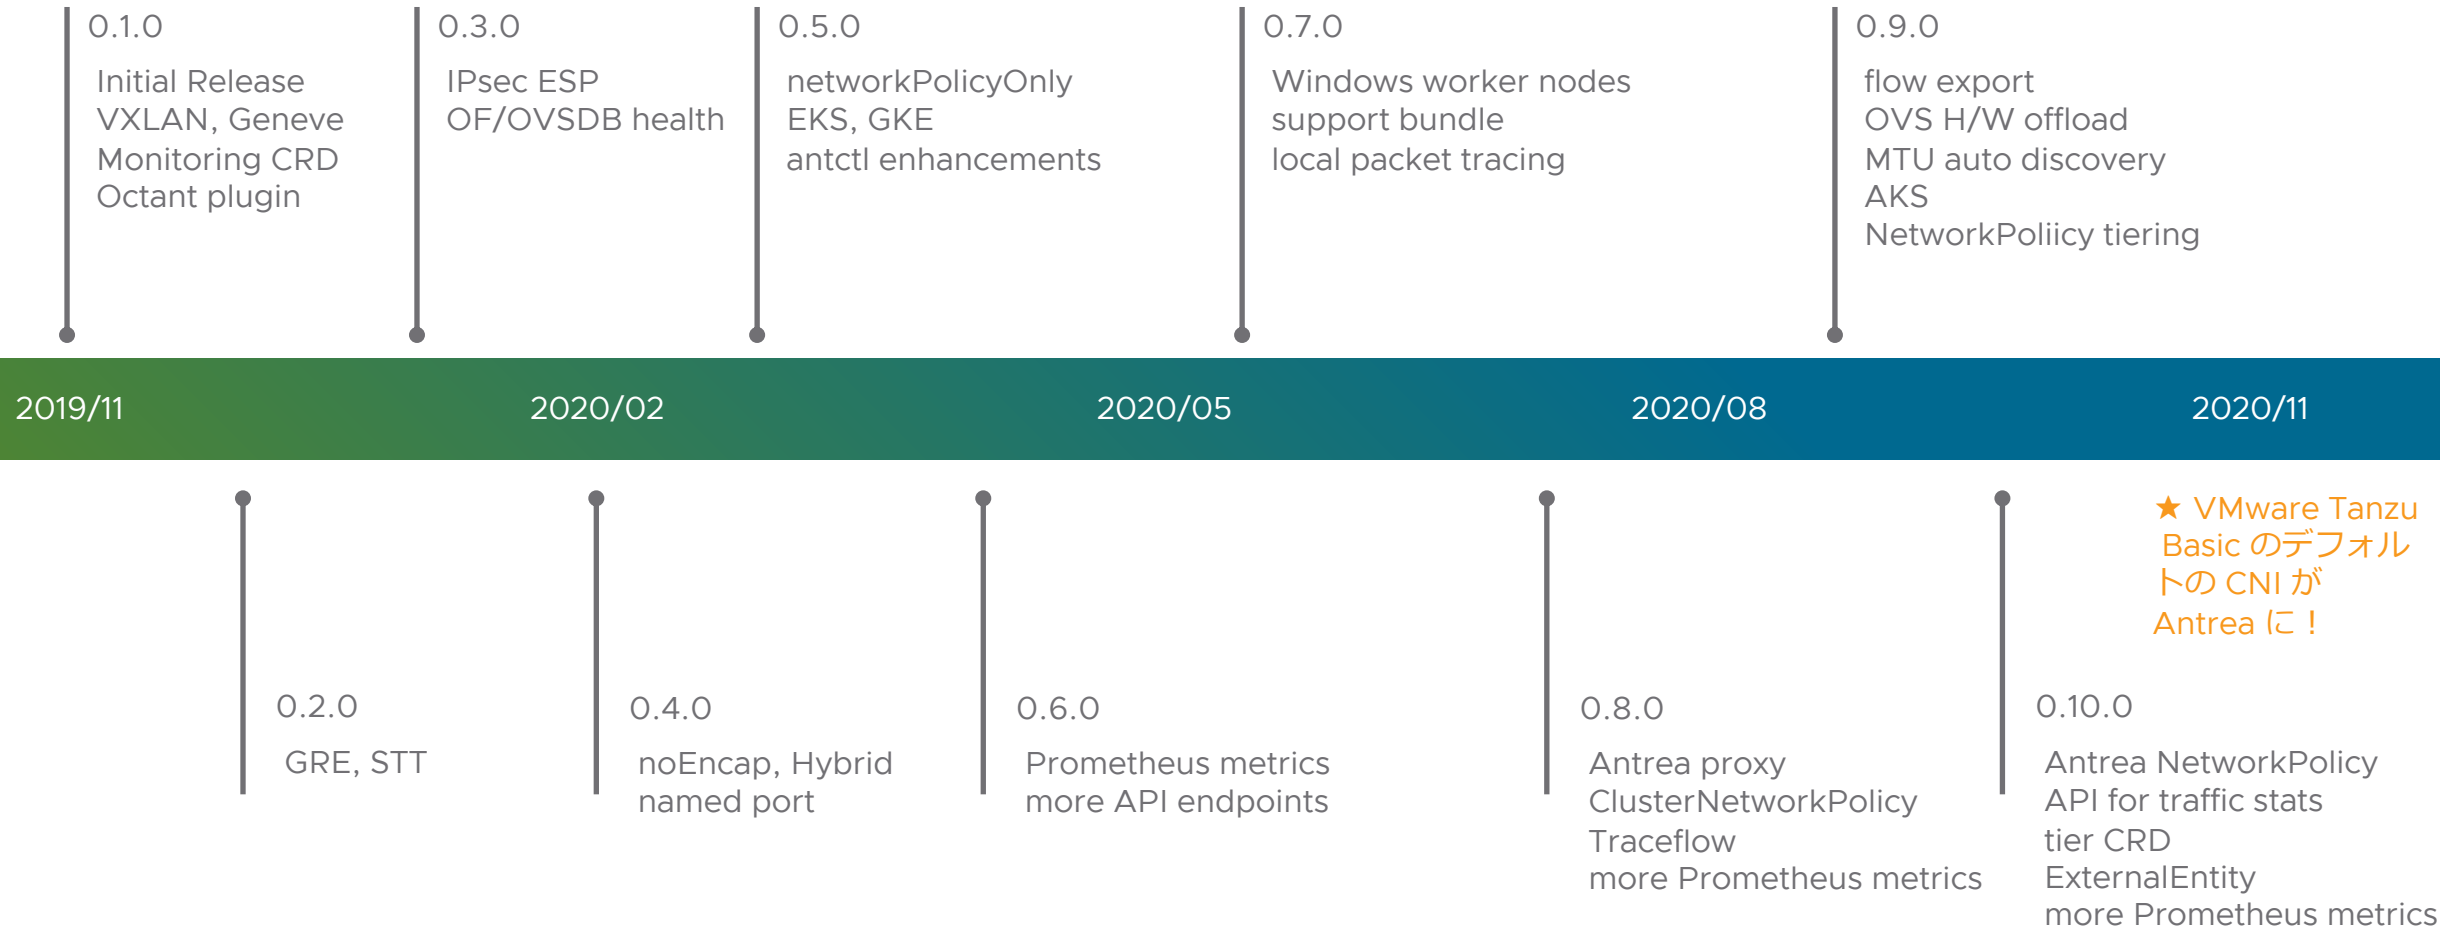 0.1.0
Initial Release
VXLAN, Geneve
Monitoring CRD
Octant plugin
0.3.0
IPsec ESP
OF/OVSDB health
0.5.0
networkPolicyOnly
EKS, GKE
antctl enhancements
0.7.0
Windows worker nodes
support bundle
local packet tracing
0.9.0
flow export
OVS H/W offload
MTU auto discovery
AKS
NetworkPoliicy tiering
2019/11
2020/02
2020/05
2020/08
2020/11
★ VMware Tanzu
Basic のデフォル
トの CNI が
Antrea に！
0.2.0
GRE, STT
0.4.0
noEncap, Hybrid
named port
0.6.0
Prometheus metrics
more API endpoints
0.8.0
Antrea proxy
ClusterNetworkPolicy
Traceflow
more Prometheus metrics
0.10.0
Antrea NetworkPolicy
API for traffic stats
tier CRD
ExternalEntity
more Prometheus metrics